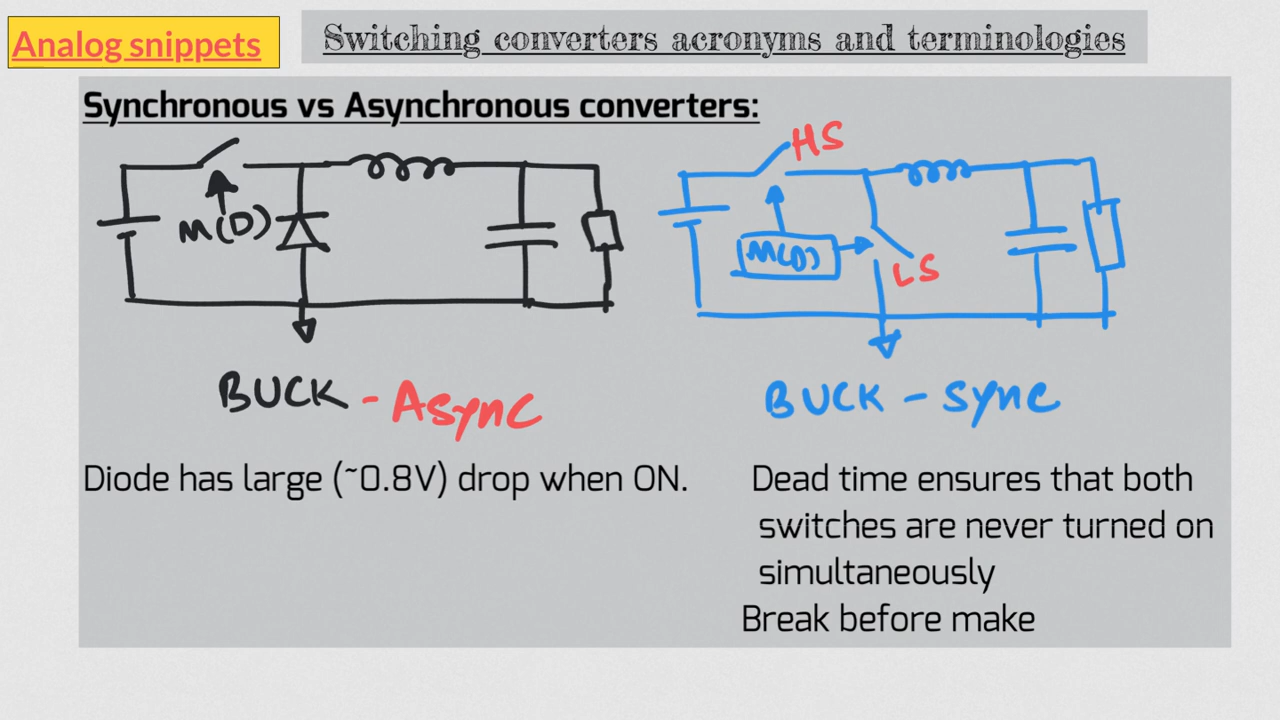 Analog snippets
Switching converters acronyms and terminologies
Synchronous vs Asynchronous converters:
M(D)
HS
M(D)
LS
BUCK - Async
BUCK - Sync
Diode has large (~0.8V) drop when ON.
Dead time ensures that both
switches are never turned on
simultaneously
Break before make